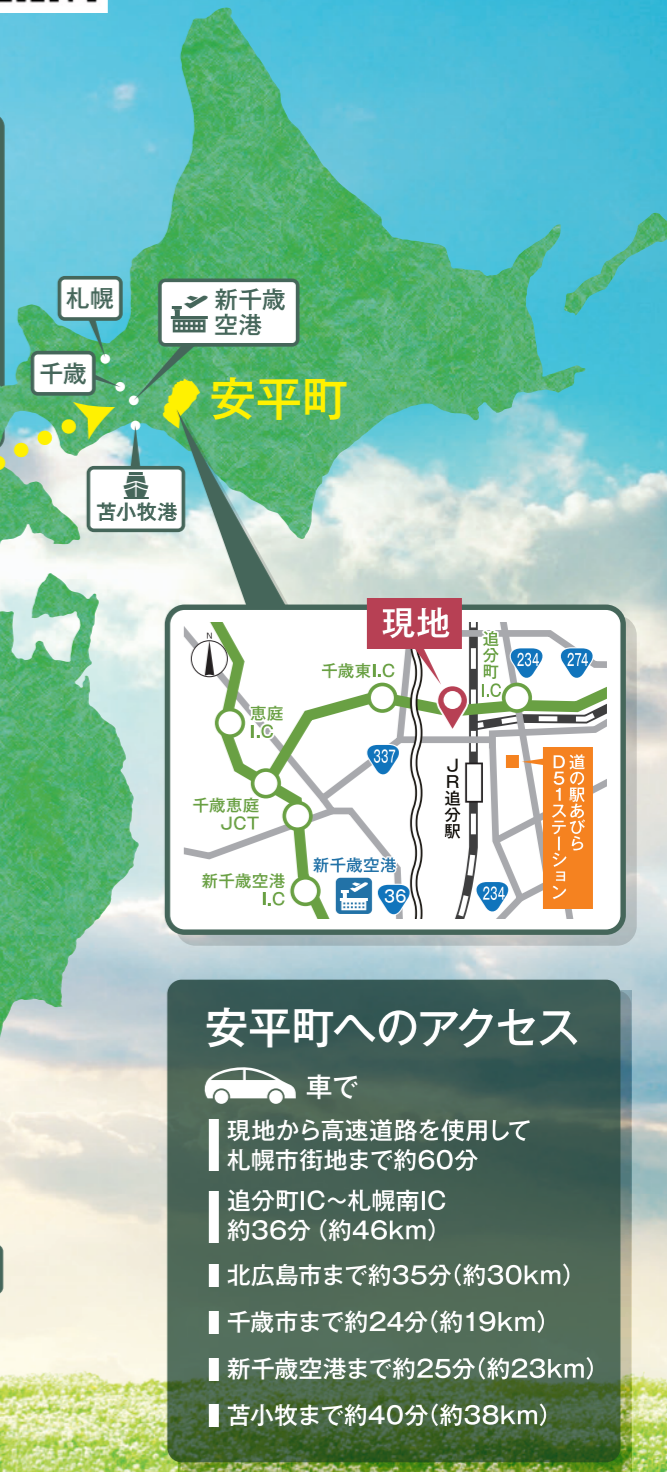 札幌
新千歳
空港
千歳
安平町
苫小牧港
現地
N
千歳東I.C
追分町I.C
234
274
恵庭
I.C
337
JR追分駅
道の駅あびら
D51ステーション
千歳恵庭
JCT
新千歳空港
新千歳空港
I.C
36
234
安平町へのアクセス
車で
現地から高速道路を使用して
札幌市街地まで約60分
追分町IC～札幌南IC
約36分（約46km）
北広島市まで約35分（約30km）
千歳市まで約24分（約19km）
新千歳空港まで約25分（約23km）
苫小牧まで約40分（約38km）